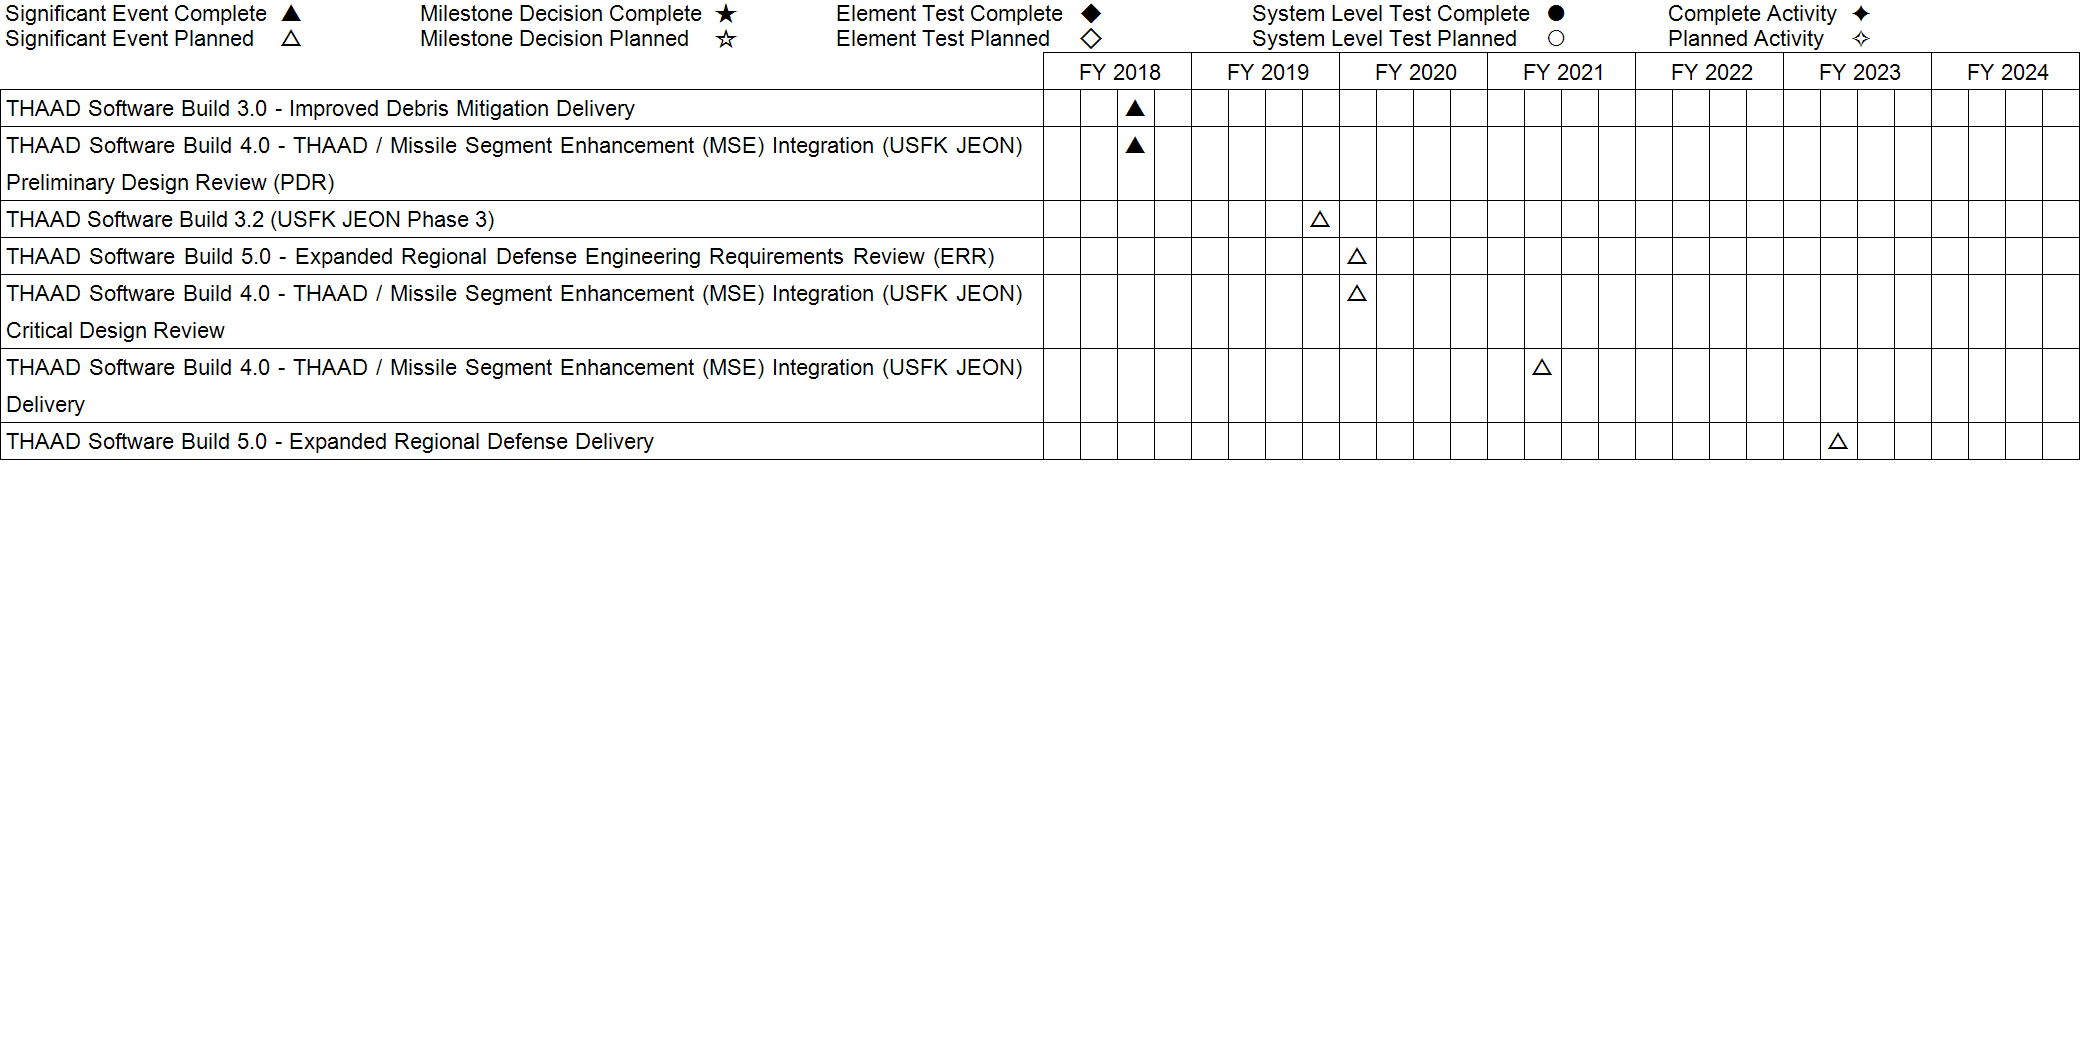 Significant Event Complete ▲ Milestone Decision Complete ★ Element Test Complete ◆ System Level Test Complete ● Complete Activity ✦
Significant Event Planned △ Milestone Decision Planned ☆ Element Test Planned ◇ System Level Test Planned ○ Planned Activity ✧
FY 2018 FY 2019 FY 2020 FY 2021 FY 2022 FY 2023 FY 2024
THAAD Software Build 3.0 - Improved Debris Mitigation Delivery ▲
THAAD Software Build 4.0 - THAAD / Missile Segment Enhancement (MSE) Integration (USFK JEON) ▲
Preliminary Design Review (PDR)
THAAD Software Build 3.2 (USFK JEON Phase 3) △
THAAD Software Build 5.0 - Expanded Regional Defense Engineering Requirements Review (ERR) △
THAAD Software Build 4.0 - THAAD / Missile Segment Enhancement (MSE) Integration (USFK JEON) △
Critical Design Review
THAAD Software Build 4.0 - THAAD / Missile Segment Enhancement (MSE) Integration (USFK JEON) △
Delivery
THAAD Software Build 5.0 - Expanded Regional Defense Delivery △